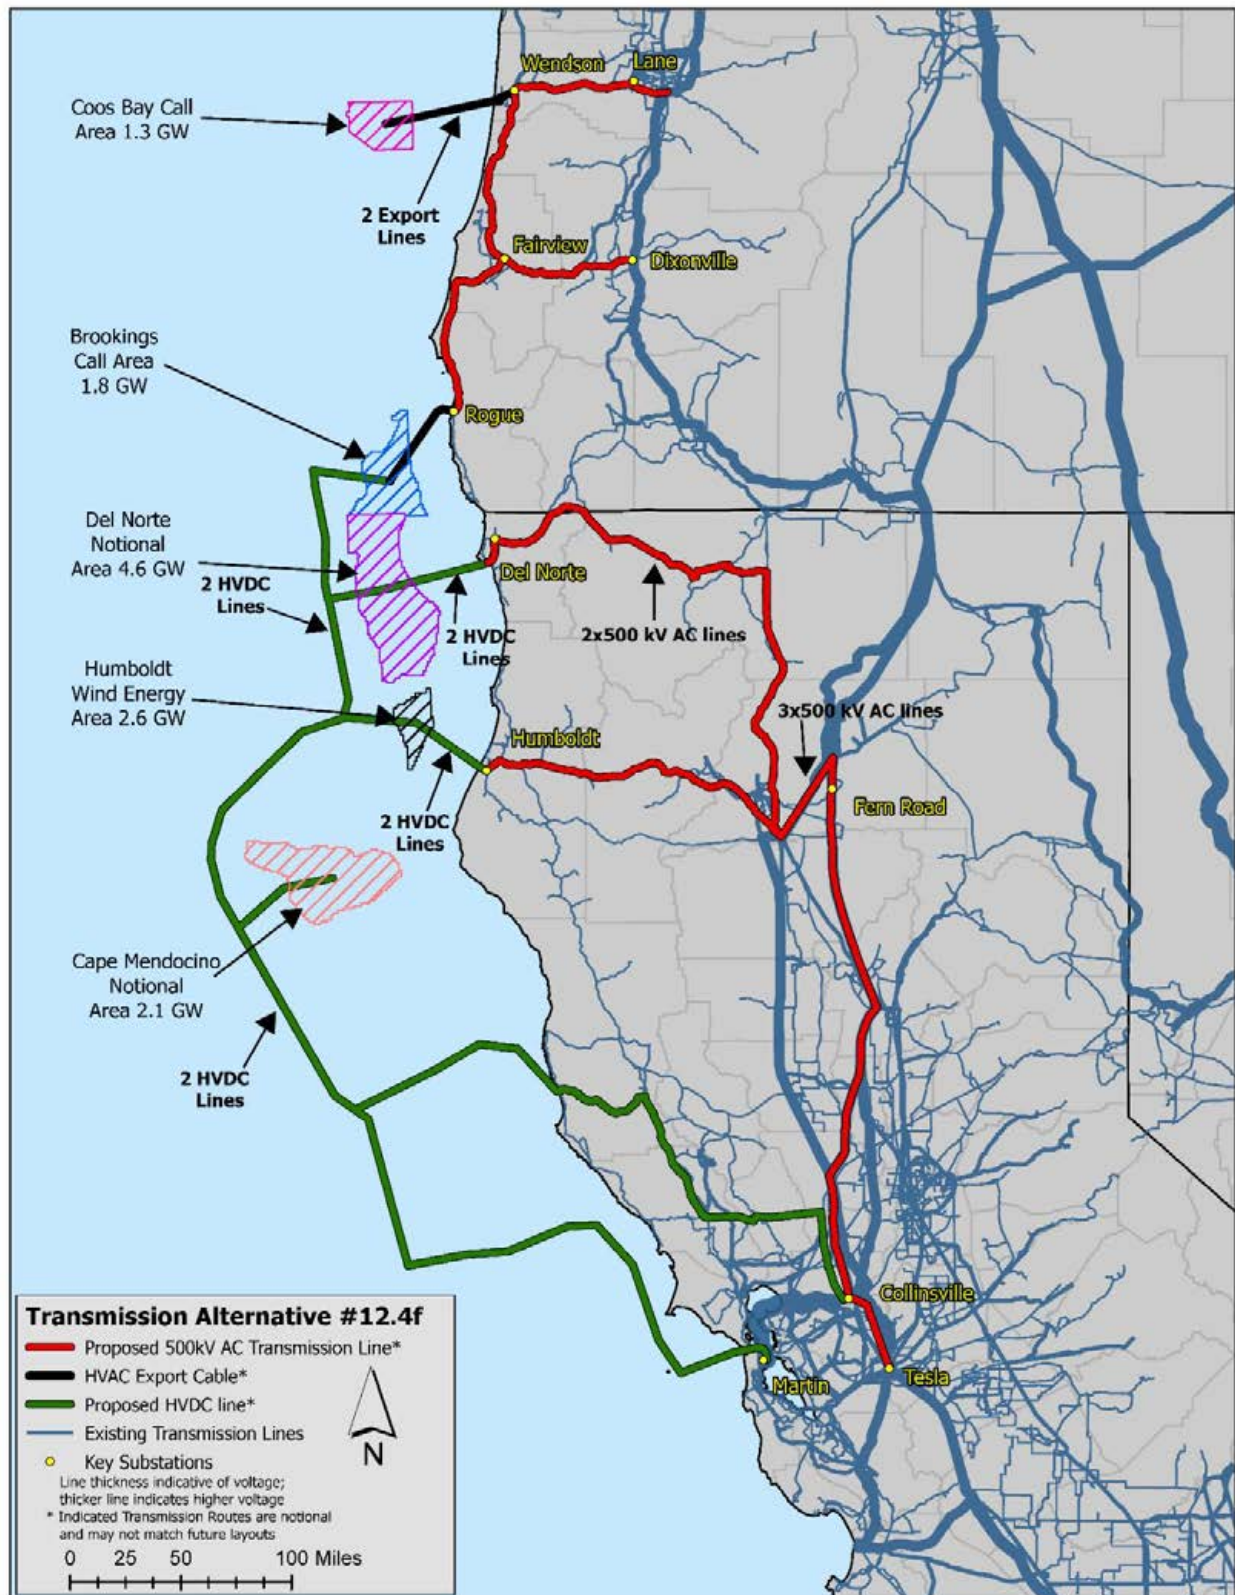 Wendson
Lane
Coos Bay Call
Area 1.3 GW
2 Export
Lines
Fairview
Dixonville
Brookings
Call Area
1.8 GW
Rogue
Del Norte
Notional
Area 4.6 GW
2 HVDC
Lines
Del Norte
2 HVDC
Lines
2x500 kV AC lines
Humboldt
Wind Energy
Area 2.6 GW
3x500 kV AC lines
Humboldt
Fern Road
2 HVDC
Lines
Cape Mendocino
Notional
Area 2.1 GW
2 HVDC
Lines
Collinsville
Martin
Tesla
Transmission Alternative #12.4f
Proposed 500kV AC Transmission Line*
HVAC Export Cable*
Proposed HVDC line*
Existing Transmission Lines
Key Substations
Line thickness indicative of voltage;
thicker line indicates higher voltage
* Indicated Transmission Routes are notional
and may not match future layouts
N
0 25 50 100 Miles